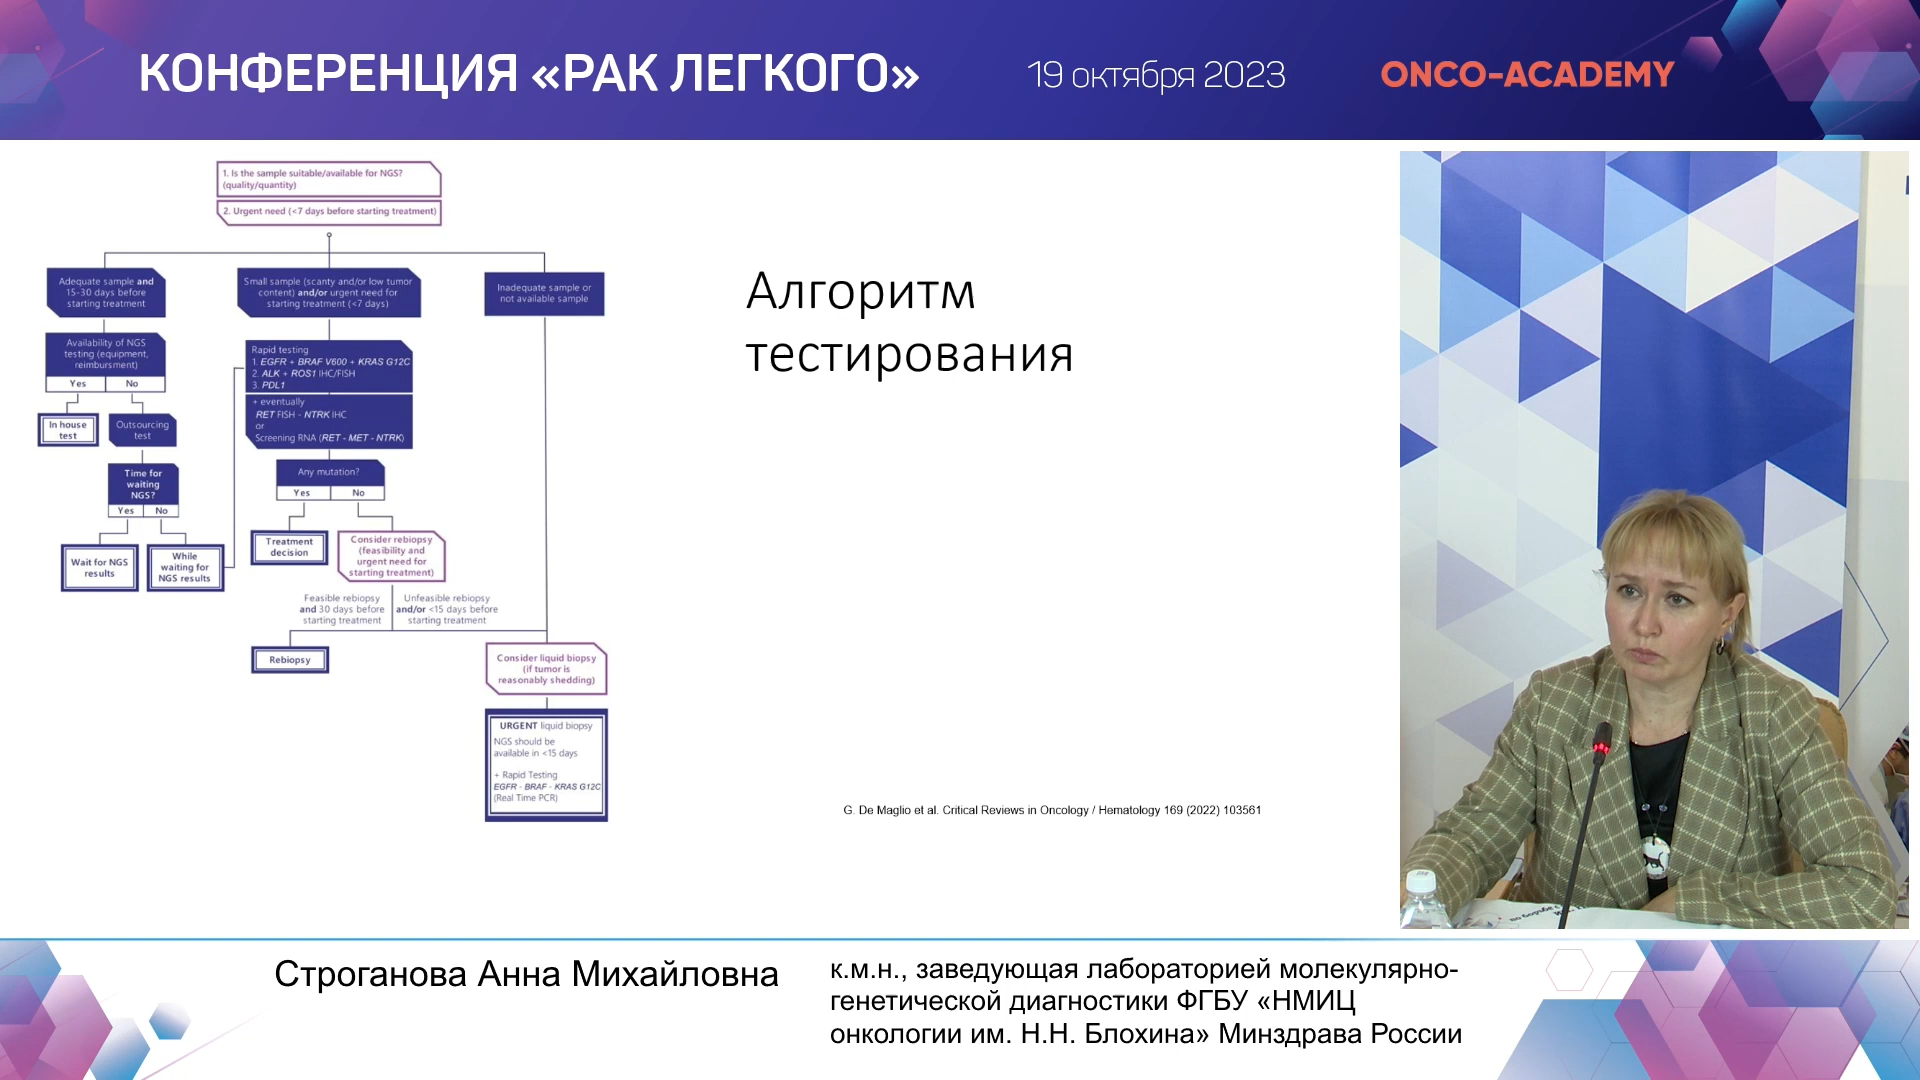 КОНФЕРЕНЦИЯ «РАК ЛЕГКОГО»
19 октября 2023
ONCO-ACADEMY
1. Is the sample suitable/available for NGS?
(quality/quantity)
2. Urgent need (<7 days before starting treatment)
Adequate sample and
15-30 days before
starting treatment
Small sample (scanty and/or low tumor
content) and/or urgent need for
starting treatment (<7 days)
Inadequate sample or
not available sample
Availability of NGS
testing (equipment,
reimbursment)
Yes No
In house
test
Outsourcing
test
Time for
waiting
NGS?
Yes No
Wait for NGS
results
While
waiting for
NGS results
Rapid testing
1. EGFR + BRAF V600 + KRAS G12C
2. ALK + ROS1 IHC/FISH
3. PDL1
+ eventually
RET FISH - NTRK IHC
or
Screening RNA (RET - MET - NTRK)
Any mutation?
Yes No
Treatment
decision
Consider rebiopsy
(feasibility and
urgent need for
starting treatment)
Feasible rebiopsy
and 30 days before
starting treatment
Unfeasible rebiopsy
and/or <15 days before
starting treatment
Rebiopsy
Consider liquid biopsy
(if tumor is
reasonably shedding)
URGENT liquid biopsy
NGS should be
available in <15 days
+ Rapid Testing
EGFR - BRAF - KRAS G12C
(Real Time PCR)
Алгоритм
тестирования
G. De Maglio et al. Critical Reviews in Oncology / Hematology 169 (2022) 103561
Строганова Анна Михайловна
к.м.н., заведующая лабораторией молекулярно-
генетической диагностики ФГБУ «НМИЦ
онкологии им. Н.Н. Блохина» Минздрава России